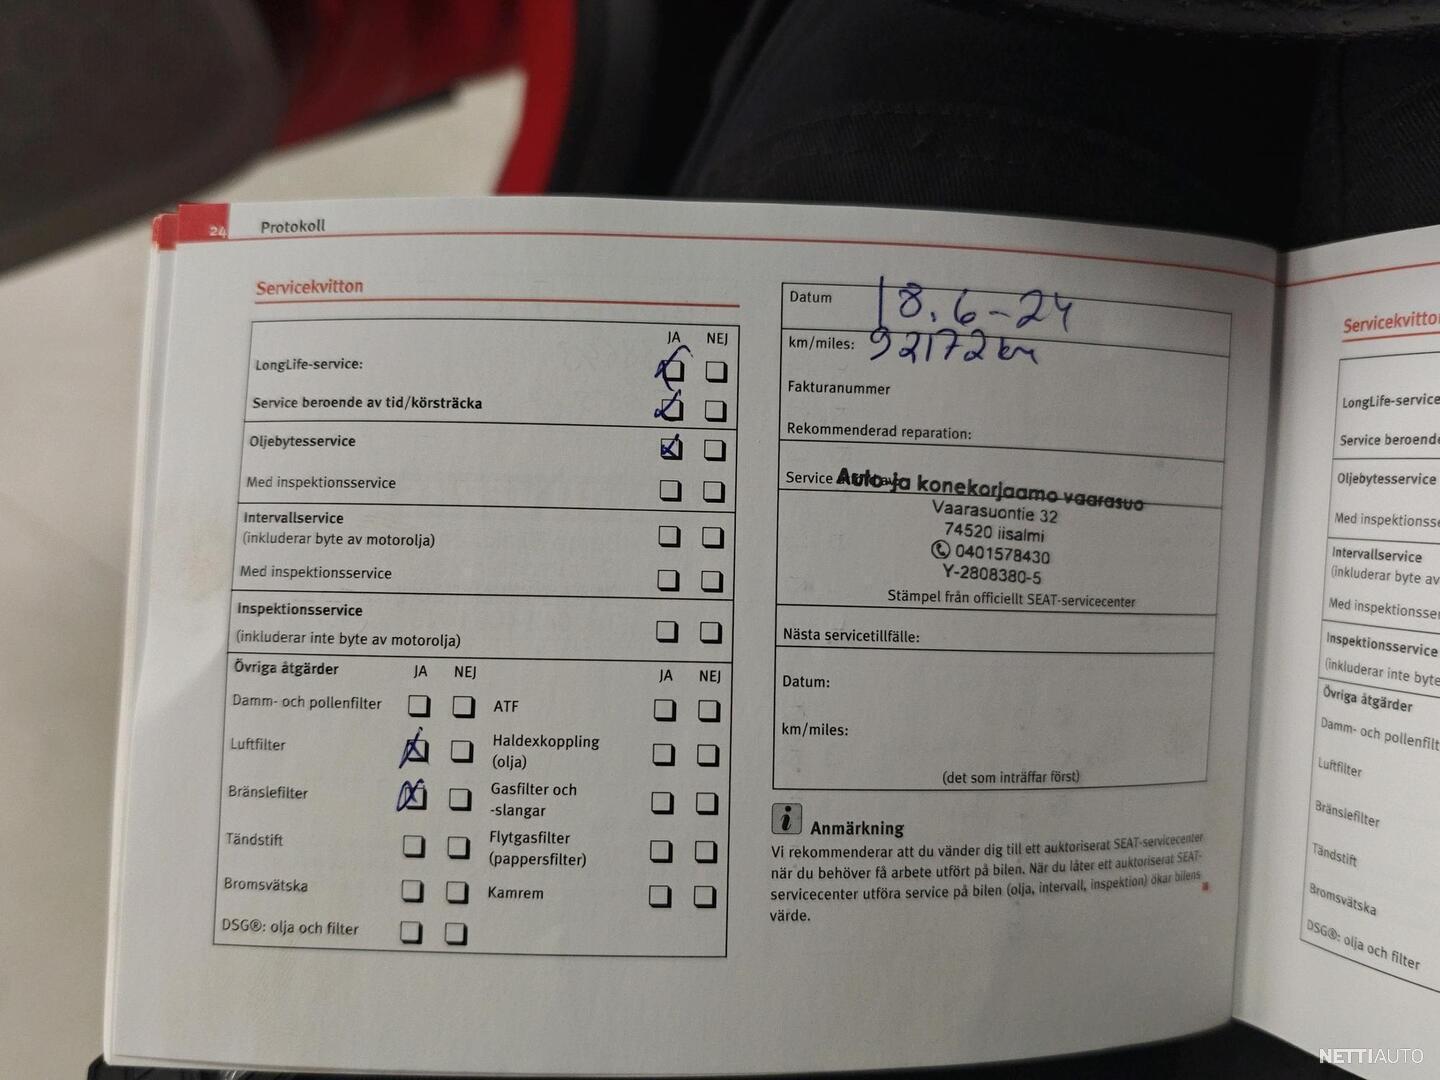 24
Protokoll
Servicekvitton
JA NEJ
LongLife-service:
Service beroende av tid/körsträcka
Oljebytesservice
Med inspektionsservice
Intervallservice
(inkluderar byte av motorolja)
Med inspektionsservice
Inspektionsservice
(inkluderar inte byte av motorolja)
Övriga åtgärder JA NEJ JA NEJ
Damm- och pollenfilter ATF
Luftfilter Haldexkoppling
(olja)
Bränslefilter Gasfilter och
-slangar
Tändstift Flytgasfilter
(pappersfilter)
Bromsvätska Kamrem
DSG®: olja och filter
Datum 18.6-24
km/miles: 92172 km
Fakturanummer
Rekommenderad reparation:
Service
Auto-ja konekorjaamo vaarasuo
Vaarasuontie 32
74520 iisalmi
0401578430
Y-2808380-5
Stämpel från officiellt SEAT-servicecenter
Nästa servicetillfälle:
Datum:
km/miles:
(det som inträffar först)
i Anmärkning
Vi rekommenderar att du vänder dig till ett auktoriserat SEAT-servicecenter
när du behöver få arbete utfört på bilen. När du låter ett auktoriserat SEAT-
servicecenter utföra service på bilen (olja, intervall, inspektion) ökar bilens
värde.
Servicekvitto
LongLife-service
Service beroende
Oljebytesservice
Med inspektionsse
Intervallservice
(inkluderar byte av
Med inspektionsser
Inspektionsservice
(inkluderar inte byte
Övriga åtgärder
Damm- och pollenfilt
Luftfilter
Bränslefilter
Tändstift
Bromsvätska
DSG®: olja och filter
NETTIAUTO